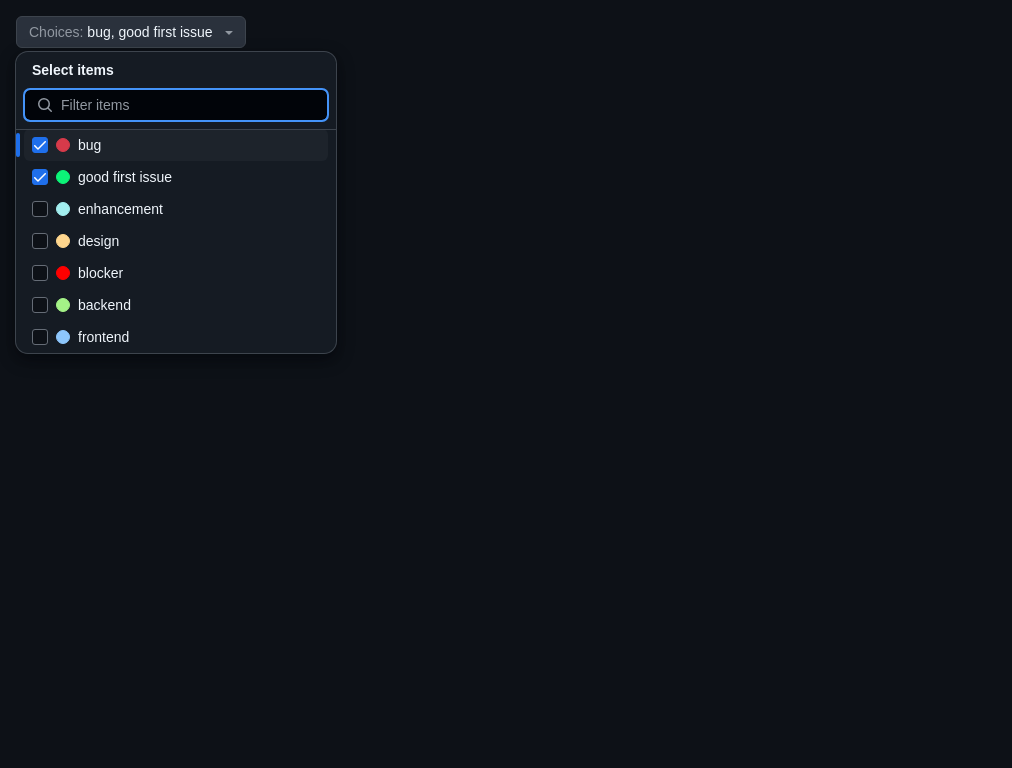 Choices: bug, good first issue
Select items
Filter items
bug
good first issue
enhancement
design
blocker
backend
frontend